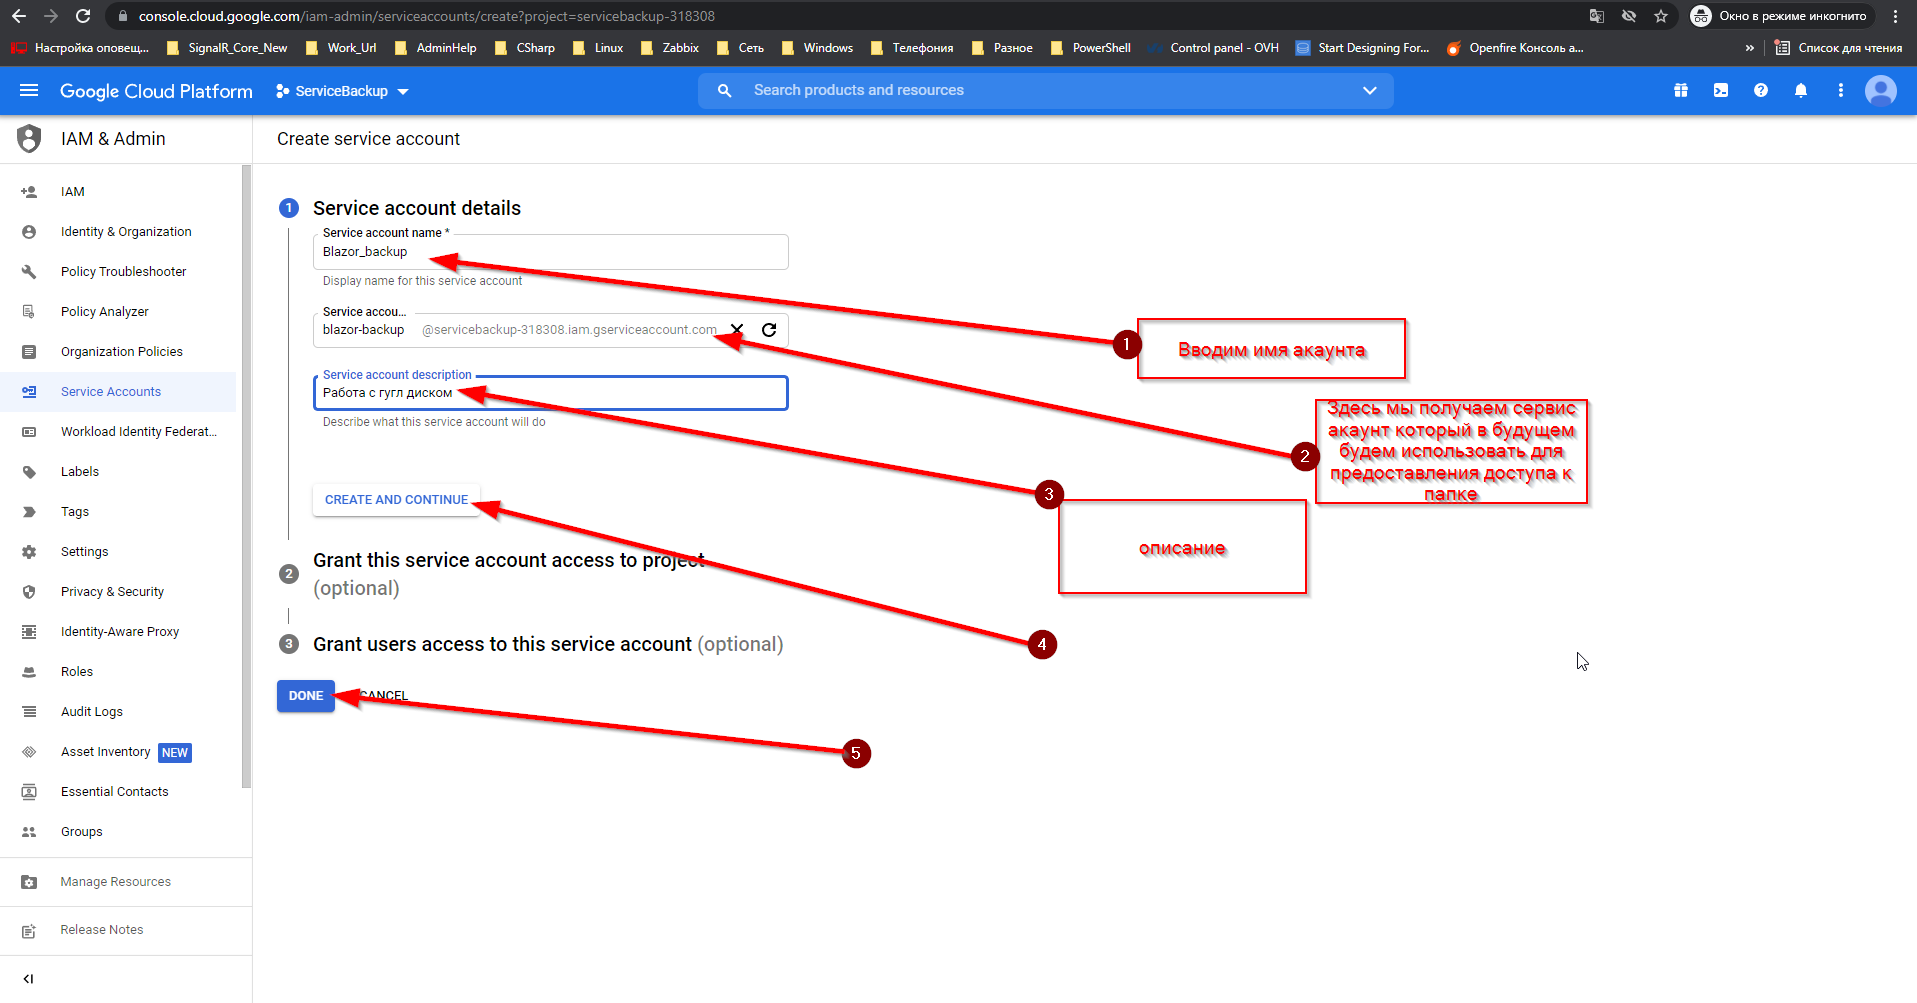 console.cloud.google.com/iam-admin/serviceaccounts/create?project=servicebackup-318308
Окно в режиме инкогнито
Настройка оповещ...
SignalR_Core_New
Work_Url
AdminHelp
CSharp
Linux
Zabbix
Сеть
Windows
Телефония
Разное
PowerShell
Control panel - OVH
Start Designing For...
Openfire Консоль а...
»
Список для чтения
Google Cloud Platform
ServiceBackup
Search products and resources
IAM & Admin
Create service account
IAM
Identity & Organization
Policy Troubleshooter
Policy Analyzer
Organization Policies
Service Accounts
Workload Identity Federat...
Labels
Tags
Settings
Privacy & Security
Identity-Aware Proxy
Roles
Audit Logs
Asset Inventory NEW
Essential Contacts
Groups
Manage Resources
Release Notes
1 Service account details
Service account name *
Blazor_backup
Display name for this service account
Service accou...
blazor-backup @servicebackup-318308.iam.gserviceaccount.com
Service account description
Работа с гугл диском
Describe what this service account will do
CREATE AND CONTINUE
2 Grant this service account access to project
(optional)
3 Grant users access to this service account (optional)
DONE
CANCEL
1
Вводим имя акаунта
2
Здесь мы получаем сервис
акаунт который в будущем
будем использовать для
предоставления доступа к
папке
3
описание
4
5